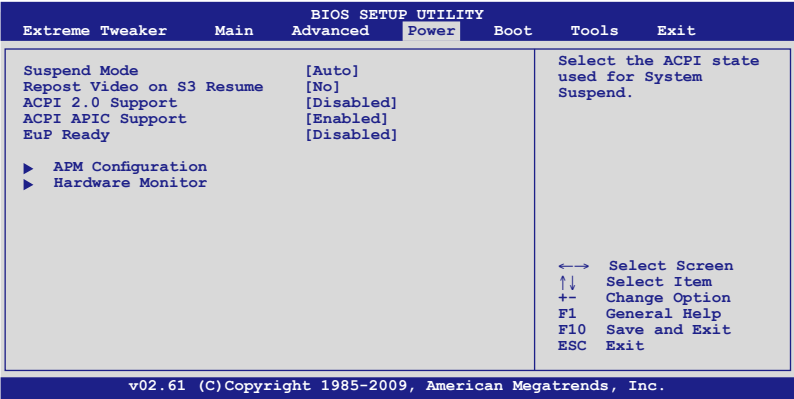 BIOS SETUP UTILITY
Extreme Tweaker Main Advanced Power Boot Tools Exit
Suspend Mode [Auto]
Repost Video on S3 Resume [No]
ACPI 2.0 Support [Disabled]
ACPI APIC Support [Enabled]
EuP Ready [Disabled]
▶ APM Configuration
▶ Hardware Monitor
Select the ACPI state
used for System
Suspend.
←→ Select Screen
↑↓ Select Item
+- Change Option
F1 General Help
F10 Save and Exit
ESC Exit
v02.61 (C)Copyright 1985-2009, American Megatrends, Inc.